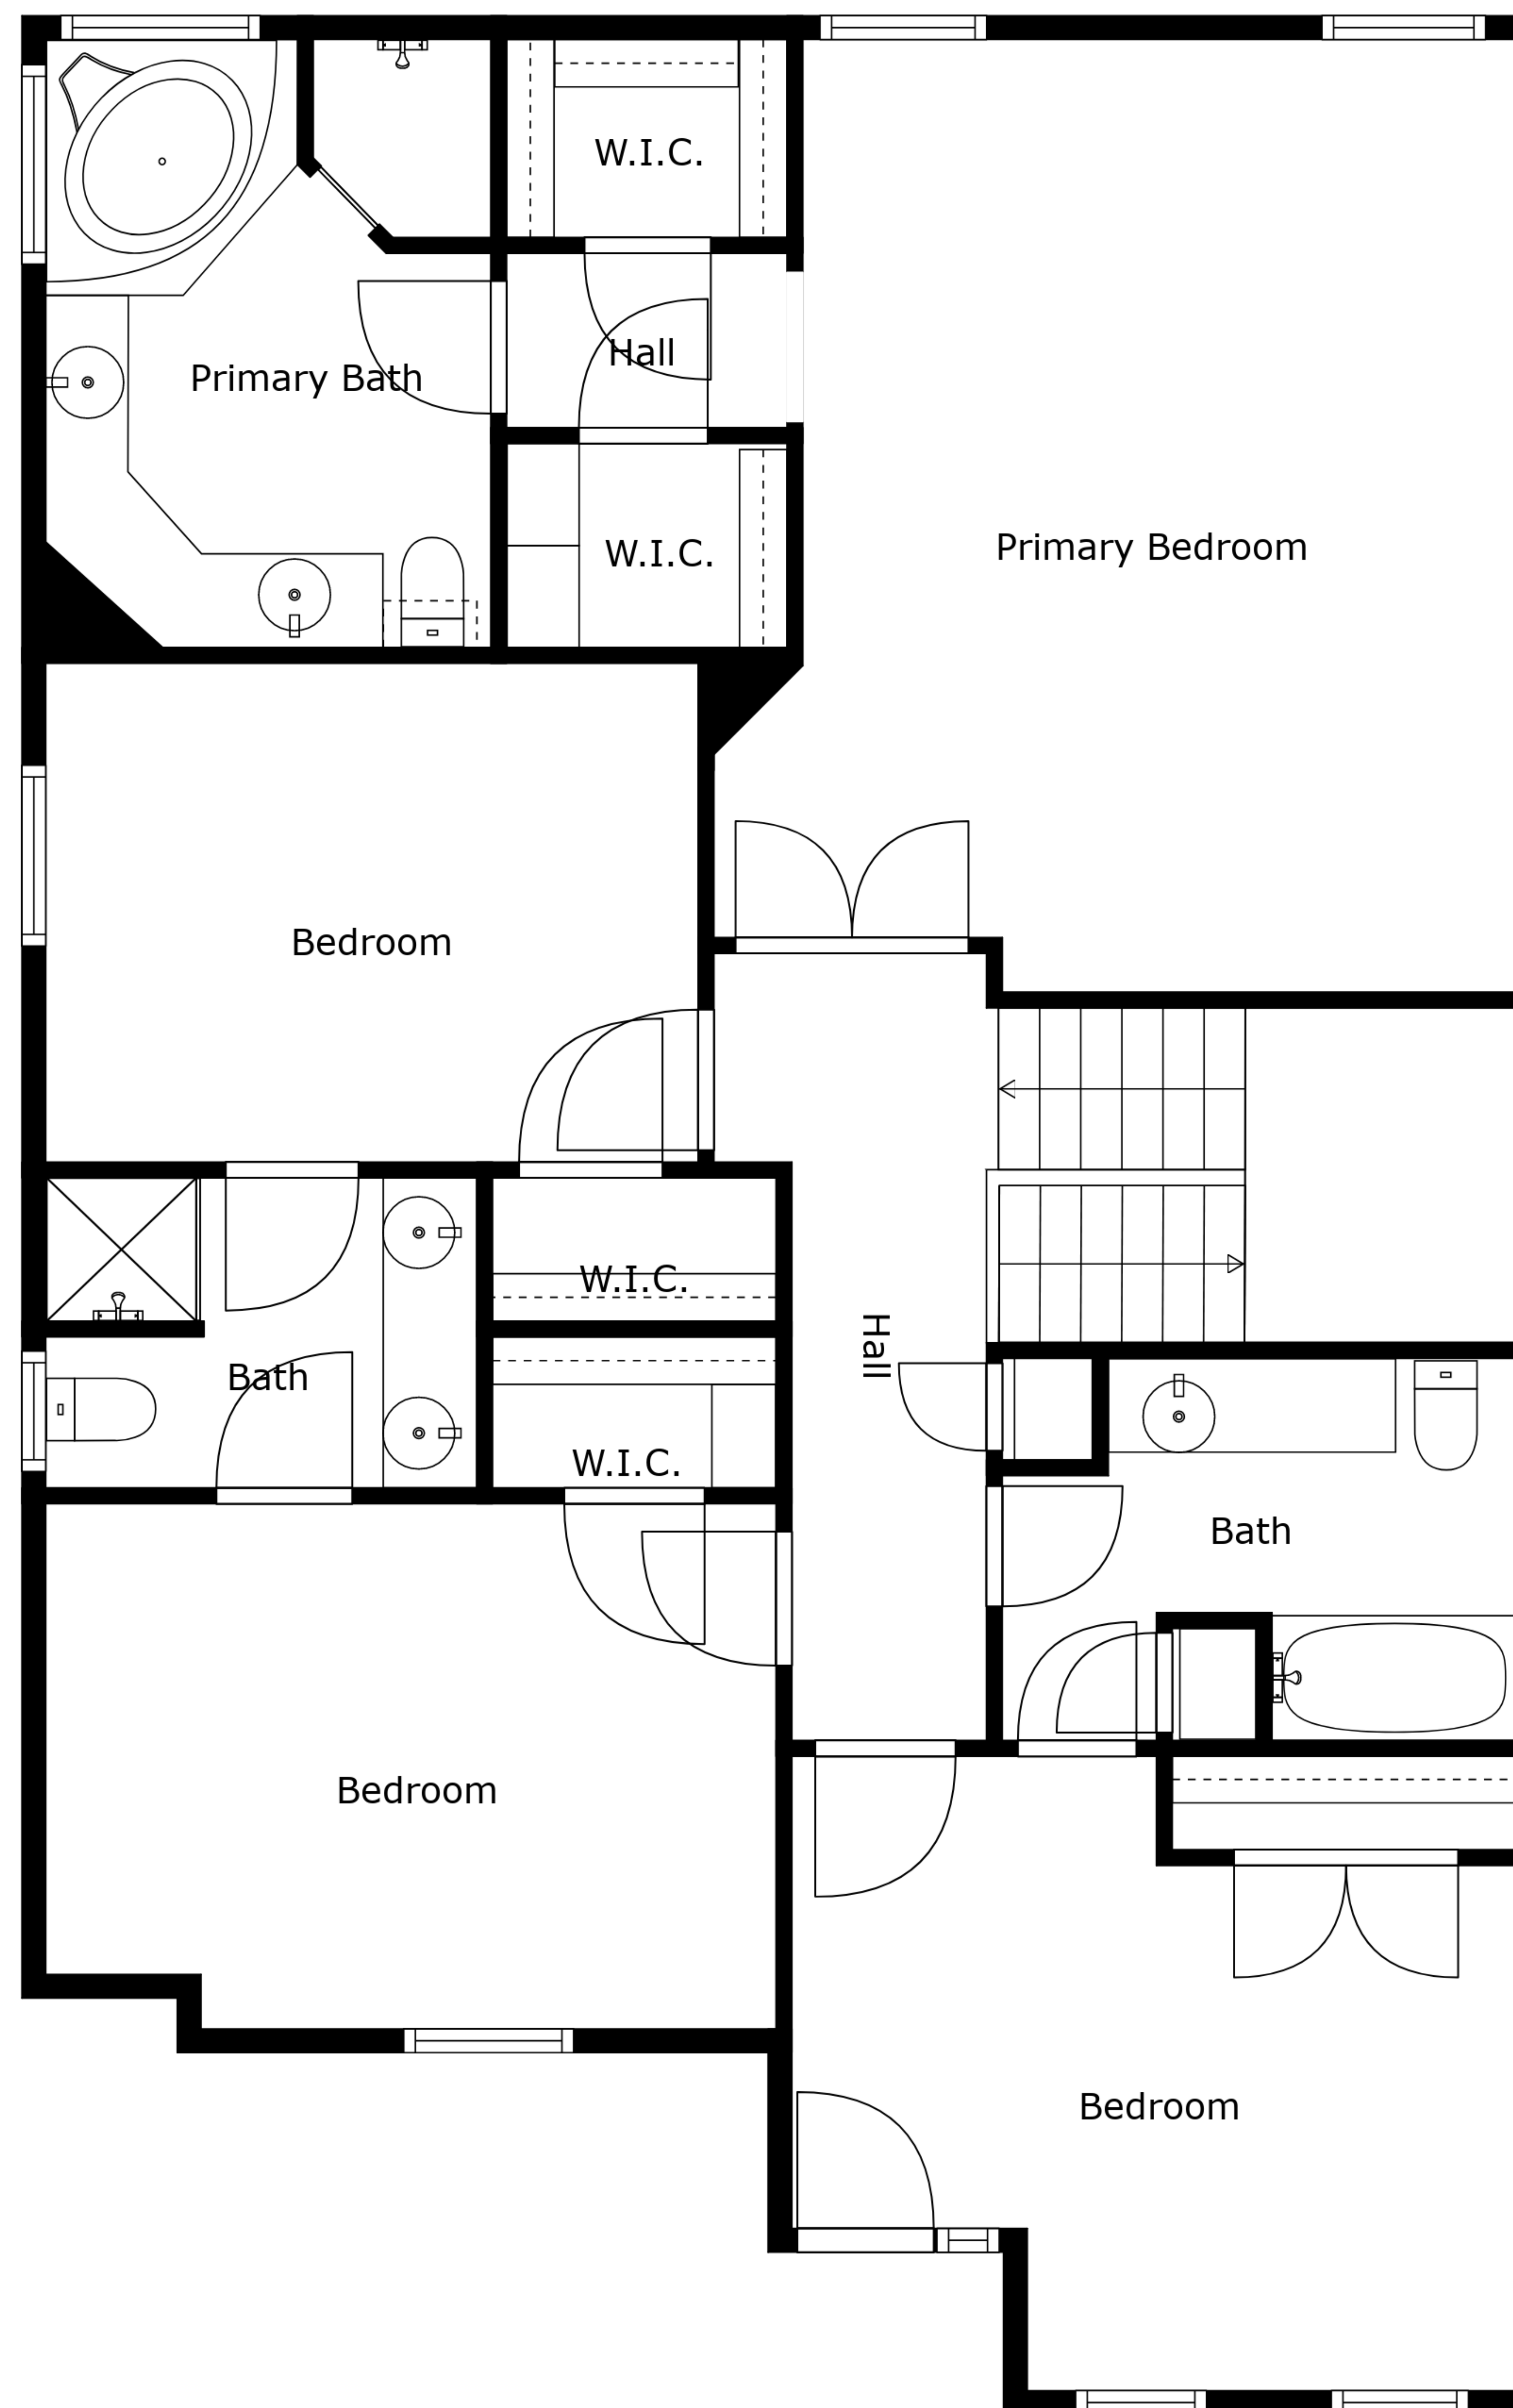 W.I.C.
Hall
Primary Bath
Primary Bedroom
W.I.C.
Bedroom
W.I.C.
Hall
Bath
W.I.C.
Bath
Bedroom
Bedroom